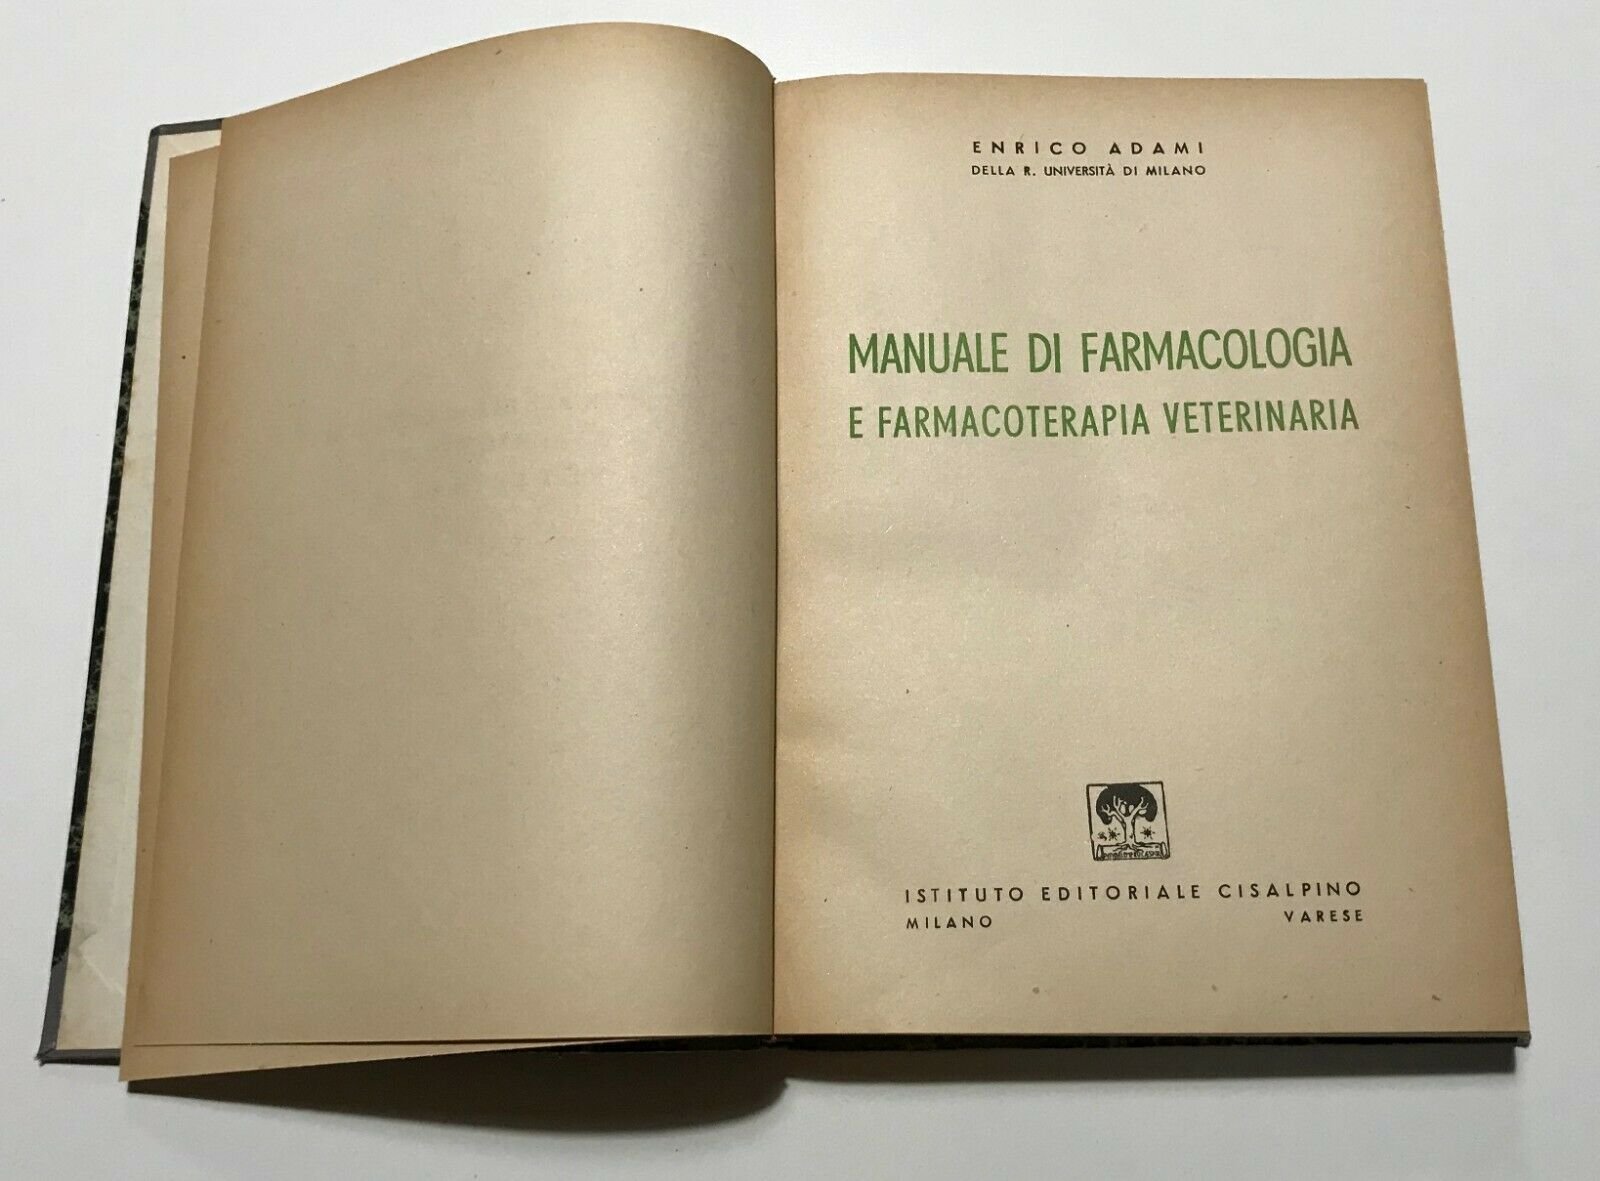 ENRICO ADAMI
DELLA R. UNIVERSITÀ DI MILANO
MANUALE DI FARMACOLOGIA
E FARMACOTERAPIA VETERINARIA
ISTITUTO EDITORIALE CISALPINO
MILANO VARESE